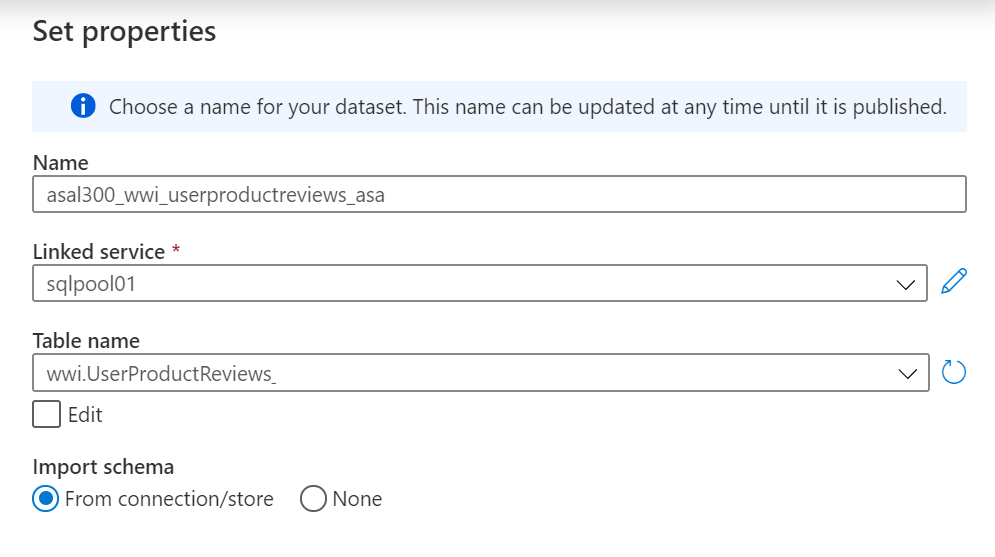 Set properties
Choose a name for your dataset. This name can be updated at any time until it is published.
Name
asal300_wwi_userproductreviews_asa
Linked service *
sqlpool01
Table name
wwi.UserProductReviews_
Edit
Import schema
From connection/store None